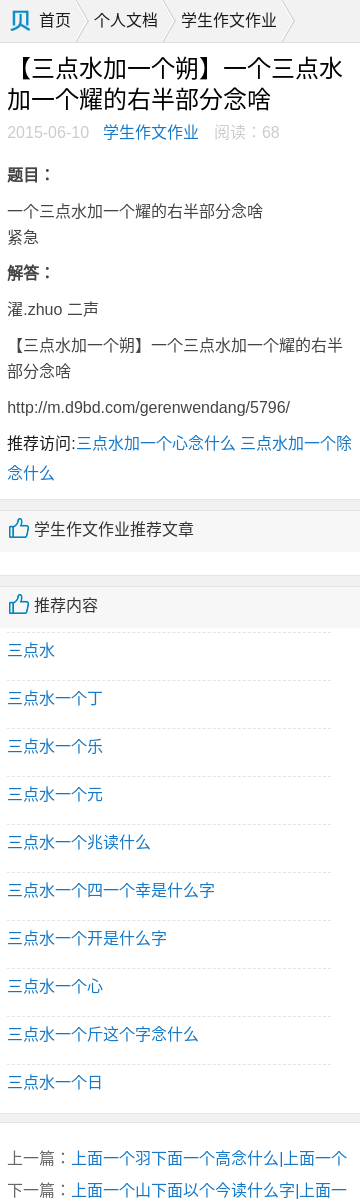 贝 首页 个人文档 学生作文作业
【三点水加一个朔】一个三点水
加一个耀的右半部分念啥
2015-06-10 学生作文作业 阅读：68
题目：
一个三点水加一个耀的右半部分念啥
紧急
解答：
濯.zhuo 二声
【三点水加一个朔】一个三点水加一个耀的右半
部分念啥
http://m.d9bd.com/gerenwendang/5796/
推荐访问:三点水加一个心念什么 三点水加一个除
念什么
学生作文作业推荐文章
推荐内容
三点水
三点水一个丁
三点水一个乐
三点水一个元
三点水一个兆读什么
三点水一个四一个幸是什么字
三点水一个开是什么字
三点水一个心
三点水一个斤这个字念什么
三点水一个日
上一篇：上面一个羽下面一个高念什么|上面一个
下一篇：上面一个山下面以个今读什么字|上面一